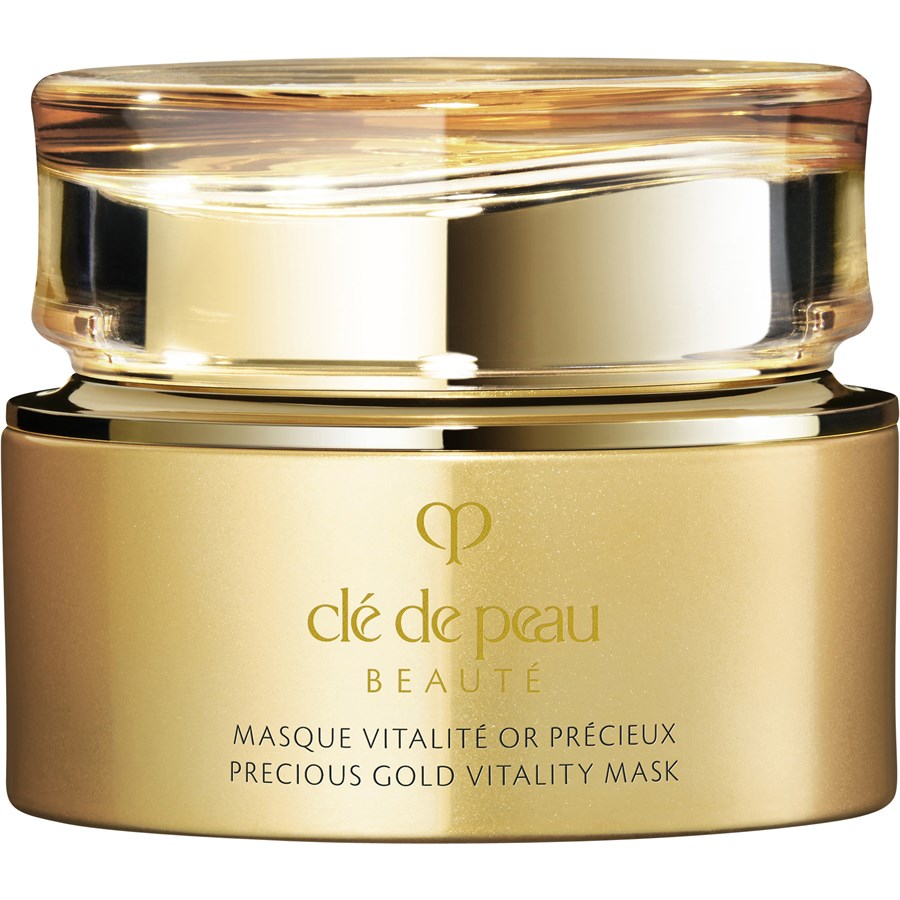 clé de peau
BEAUTÉ
MASQUE VITALITÉ OR PRÉCIEUX
PRECIOUS GOLD VITALITY MASK